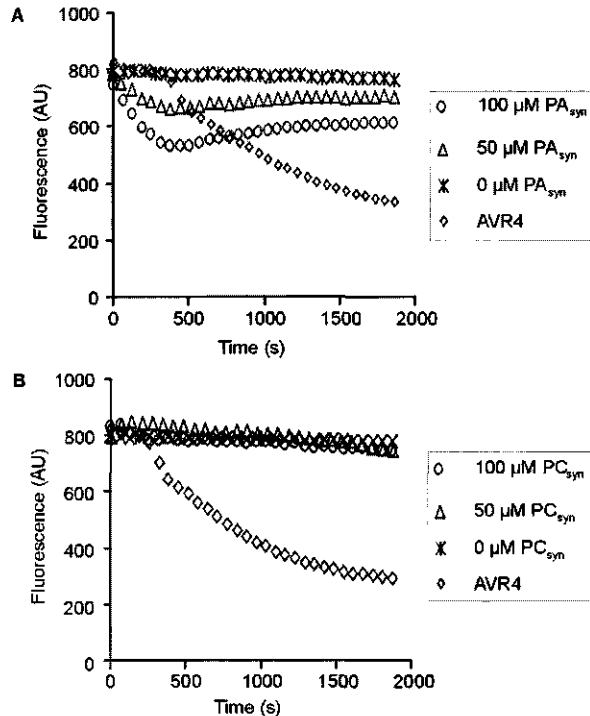 A
Fluorescence (AU)
1000
800
600
400
200
0
0 500 1000 1500 2000
Time (s)
100 µM PAsyn
50 µM PAsyn
0 µM PAsyn
AVR4
B
Fluorescence (AU)
1000
800
600
400
200
0
0 500 1000 1500 2000
Time (s)
100 µM PCsyn
50 µM PCsyn
0 µM PCsyn
AVR4